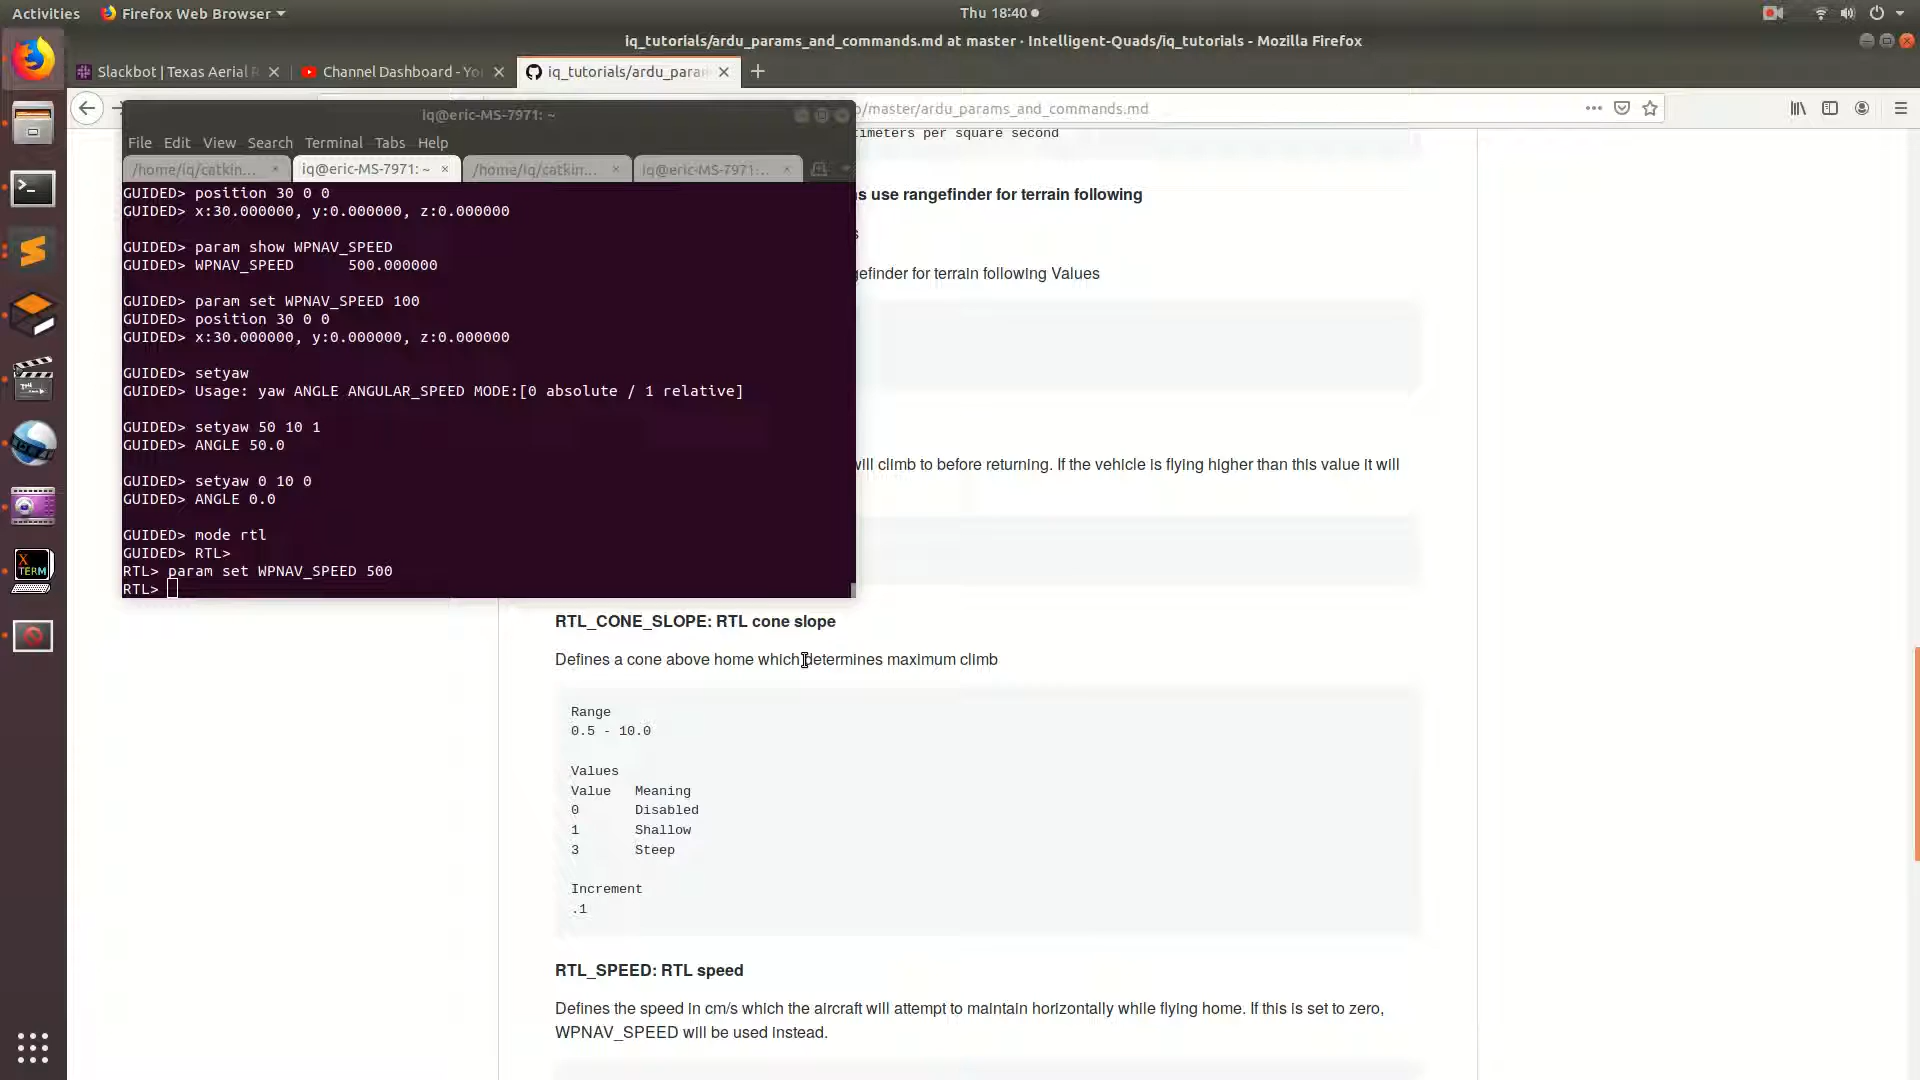 Activities
Firefox Web Browser
Thu 18:40
iq_tutorials/ardu_params_and_commands.md at master · Intelligent-Quads/iq_tutorials - Mozilla Firefox
Slackbot | Texas Aerial R
Channel Dashboard - Yo
iq_tutorials/ardu_param
/master/ardu_params_and_commands.md
iq@eric-MS-7971: ~
File Edit View Search Terminal Tabs Help
/home/iq/catkin...
iq@eric-MS-7971: ~
/home/iq/catkin...
iq@eric-MS-7971:...
GUIDED> position 30 0 0
GUIDED> x:30.000000, y:0.000000, z:0.000000
GUIDED> param show WPNAV_SPEED
GUIDED> WPNAV_SPEED 500.000000
GUIDED> param set WPNAV_SPEED 100
GUIDED> position 30 0 0
GUIDED> x:30.000000, y:0.000000, z:0.000000
GUIDED> setyaw
GUIDED> Usage: yaw ANGLE ANGULAR_SPEED MODE:[0 absolute / 1 relative]
GUIDED> setyaw 50 10 1
GUIDED> ANGLE 50.0
GUIDED> setyaw 0 10 0
GUIDED> ANGLE 0.0
GUIDED> mode rtl
GUIDED> RTL>
RTL> param set WPNAV_SPEED 500
RTL>
timeters per square second
s use rangefinder for terrain following
s
gefinder for terrain following Values
will climb to before returning. If the vehicle is flying higher than this value it will
RTL_CONE_SLOPE: RTL cone slope
Defines a cone above home which determines maximum climb
Range
0.5 - 10.0
Values
Value Meaning
0 Disabled
1 Shallow
3 Steep
Increment
.1
RTL_SPEED: RTL speed
Defines the speed in cm/s which the aircraft will attempt to maintain horizontally while flying home. If this is set to zero,
WPNAV_SPEED will be used instead.
X
TERM